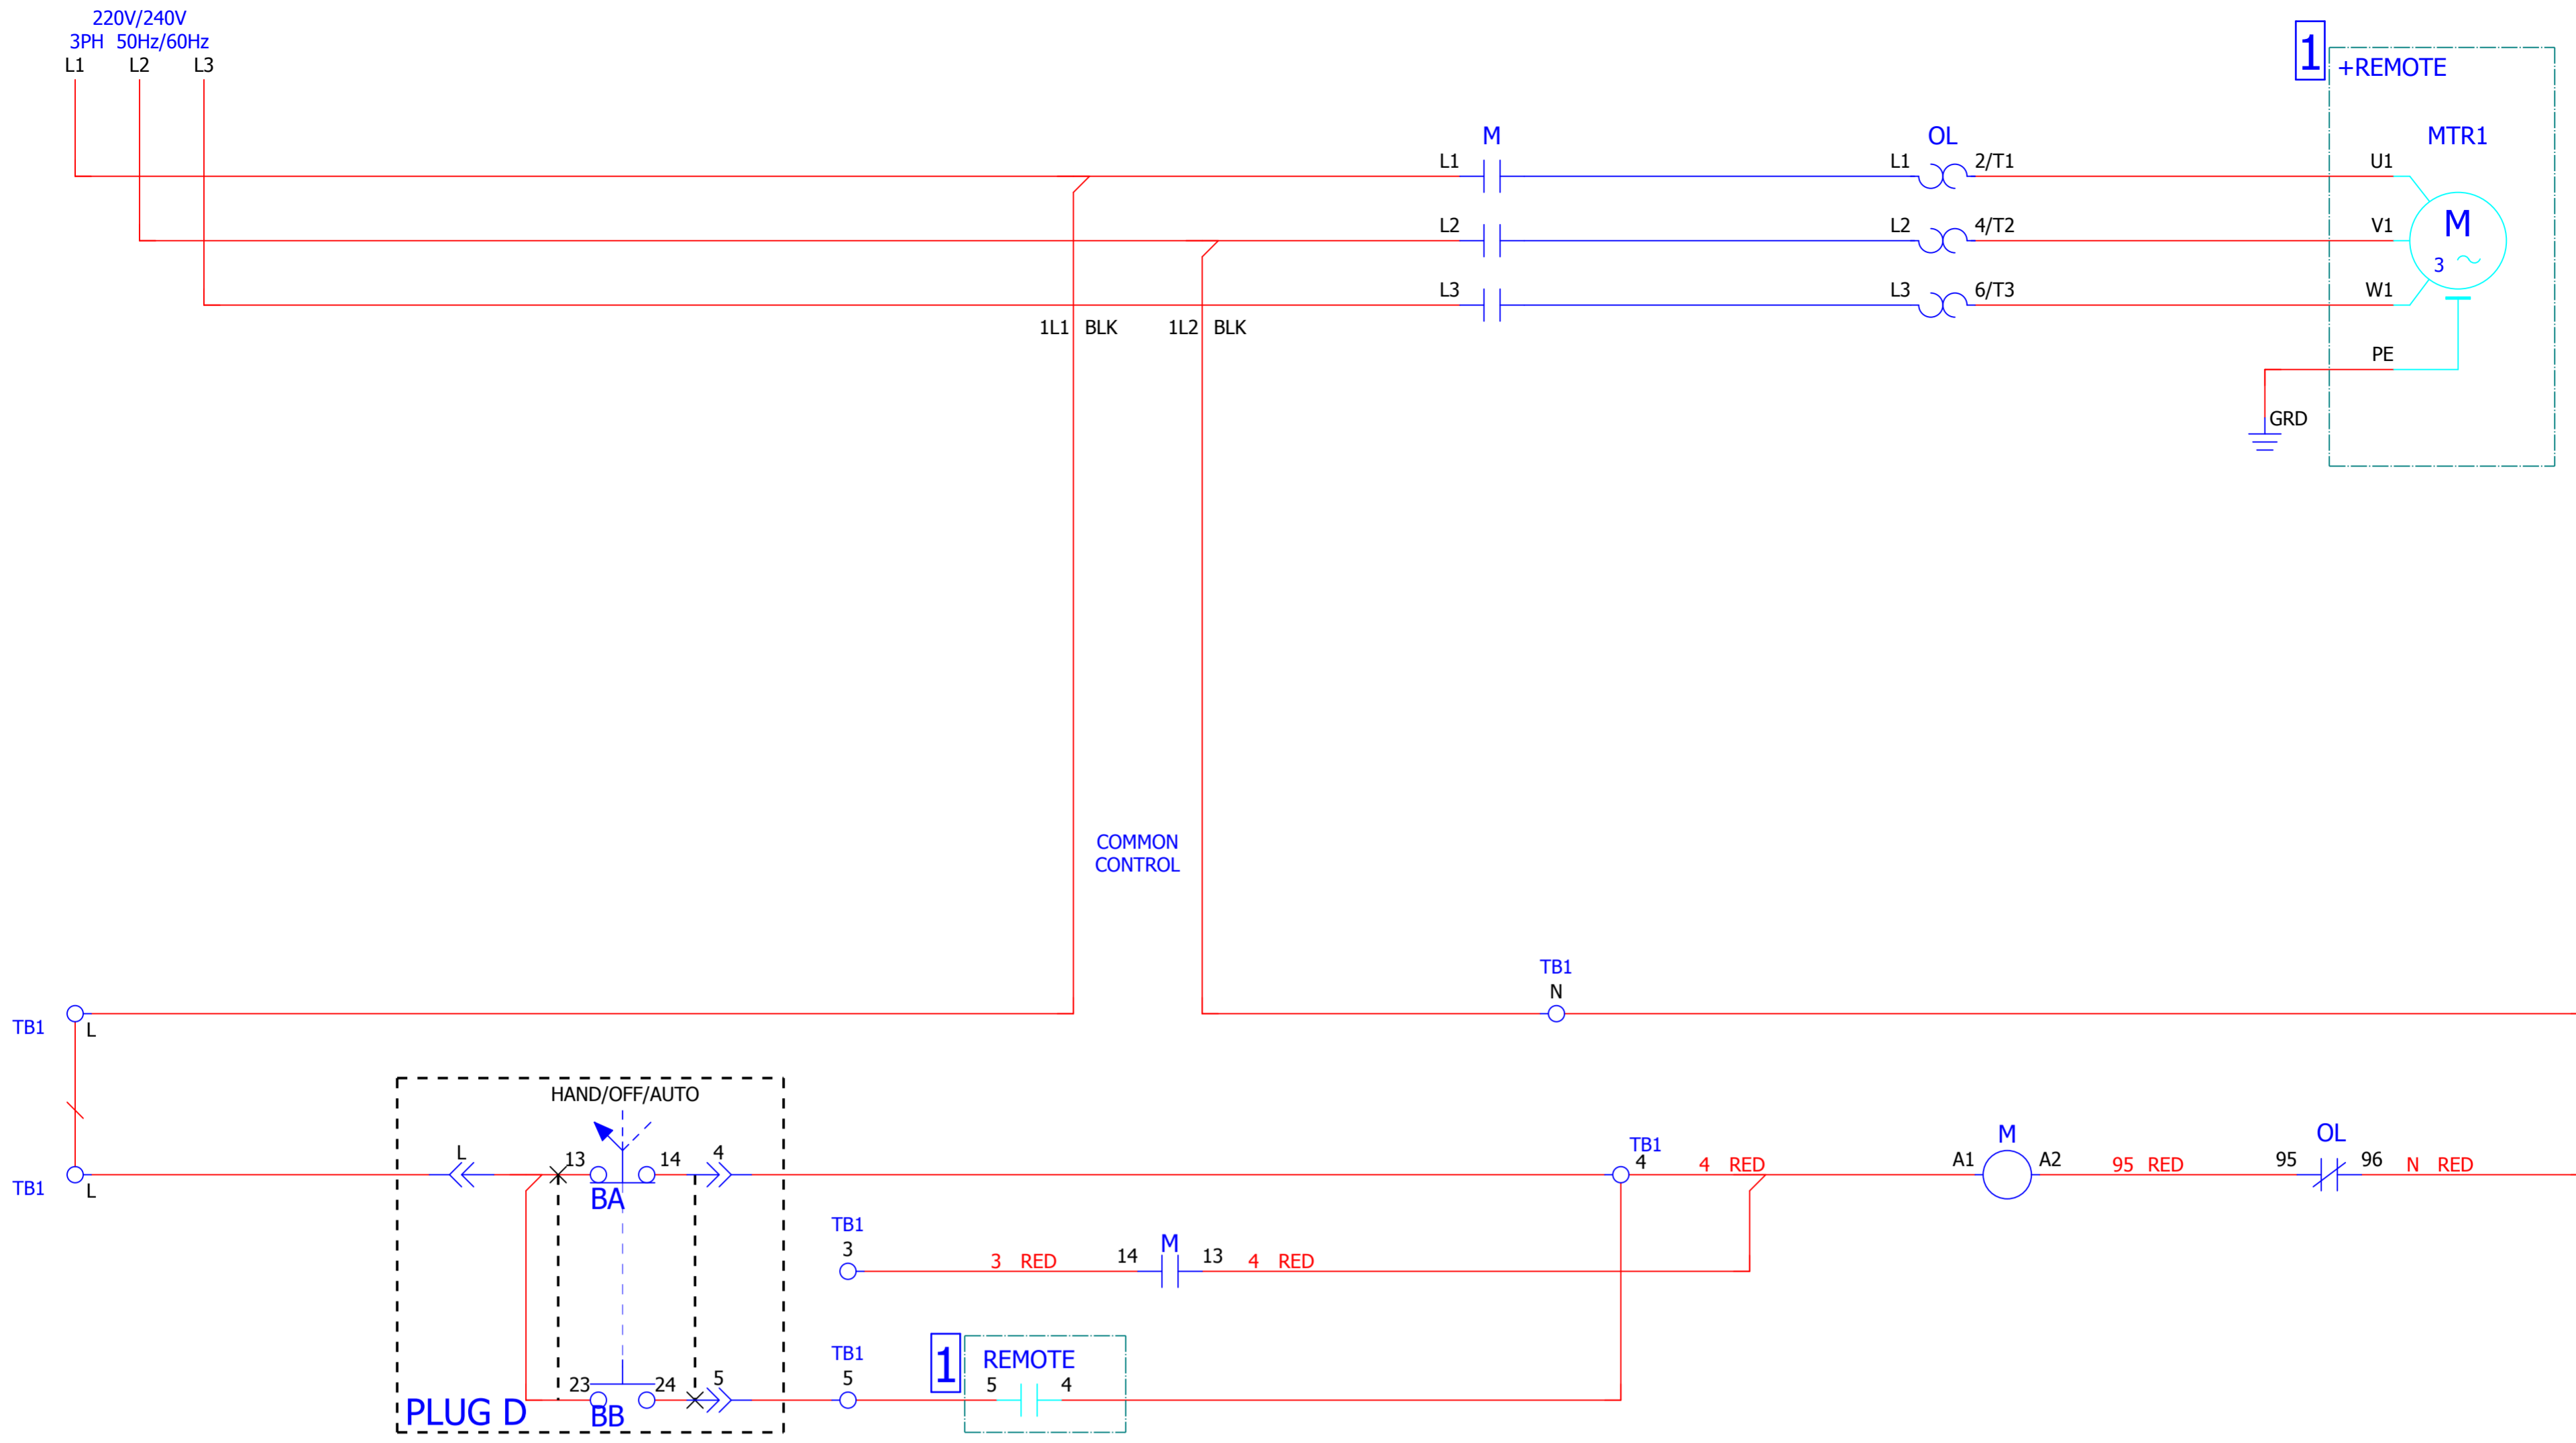 220V/240V
3PH 50Hz/60Hz
L1 L2 L3
1
+REMOTE
M
OL
MTR1
L1
L1
2/T1
U1
L2
L2
4/T2
V1
M
3
L3
L3
6/T3
W1
1L1 BLK
1L2 BLK
PE
GRD
COMMON
CONTROL
TB1
N
TB1
L
HAND/OFF/AUTO
L
13
14
4
BA
TB1
L
TB1
4
4 RED
M
A1
A2
95 RED
OL
95
96
N RED
TB1
3
3 RED
14
M
13
4 RED
TB1
5
1
REMOTE
5
4
23
24
5
BB
PLUG D